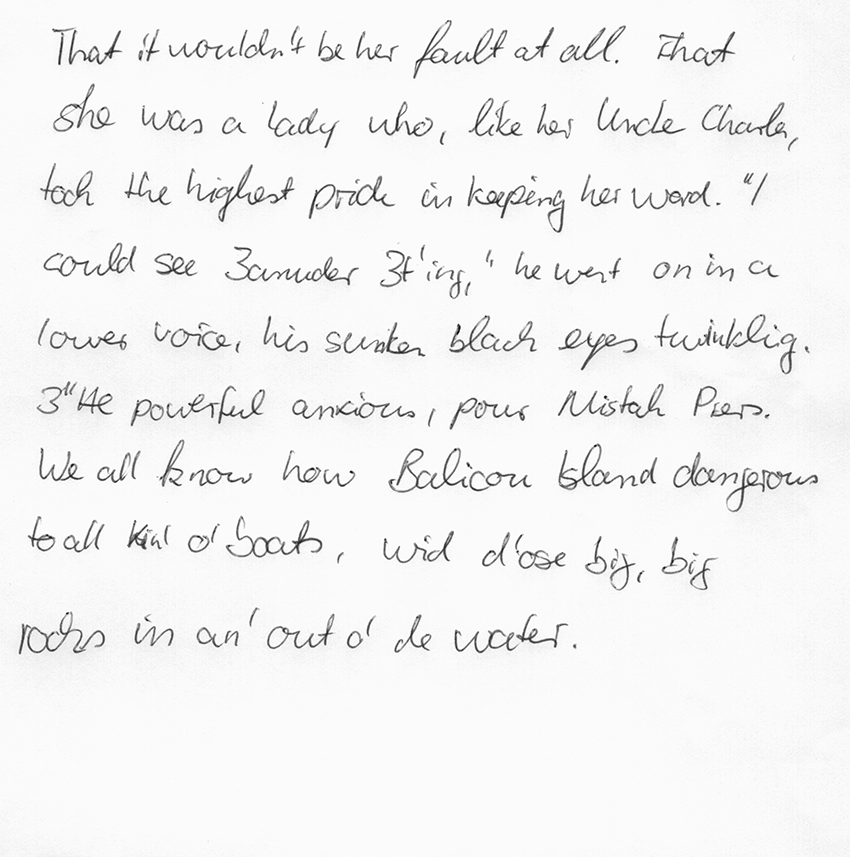 That it wouldn't be her fault at all. That
she was a lady who, like her Uncle Charles,
took the highest pride in keeping her word. "I
could see 3anuder 3t'ing," he went on in a
lower voice, his sunken black eyes twinklig.
3"He powerful anxious, pour Mistah Piers.
We all know how Balicou Island dangerous
to all kin' o' boats, wid d'ose big, big
rocks in an' out o' de water.